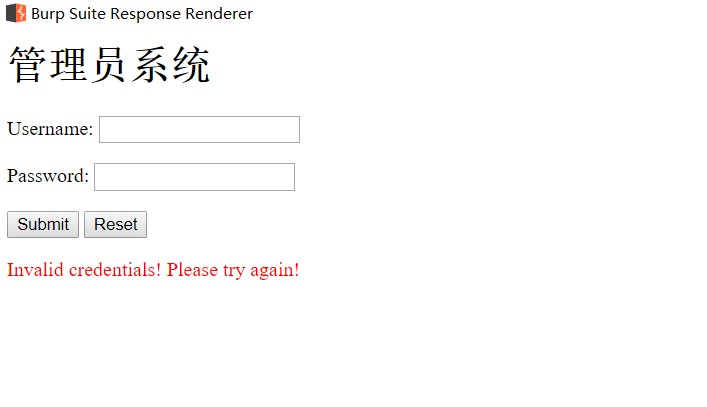 Burp Suite Response Renderer
管理员系统
Username:
Password:
Submit Reset
Invalid credentials! Please try again!